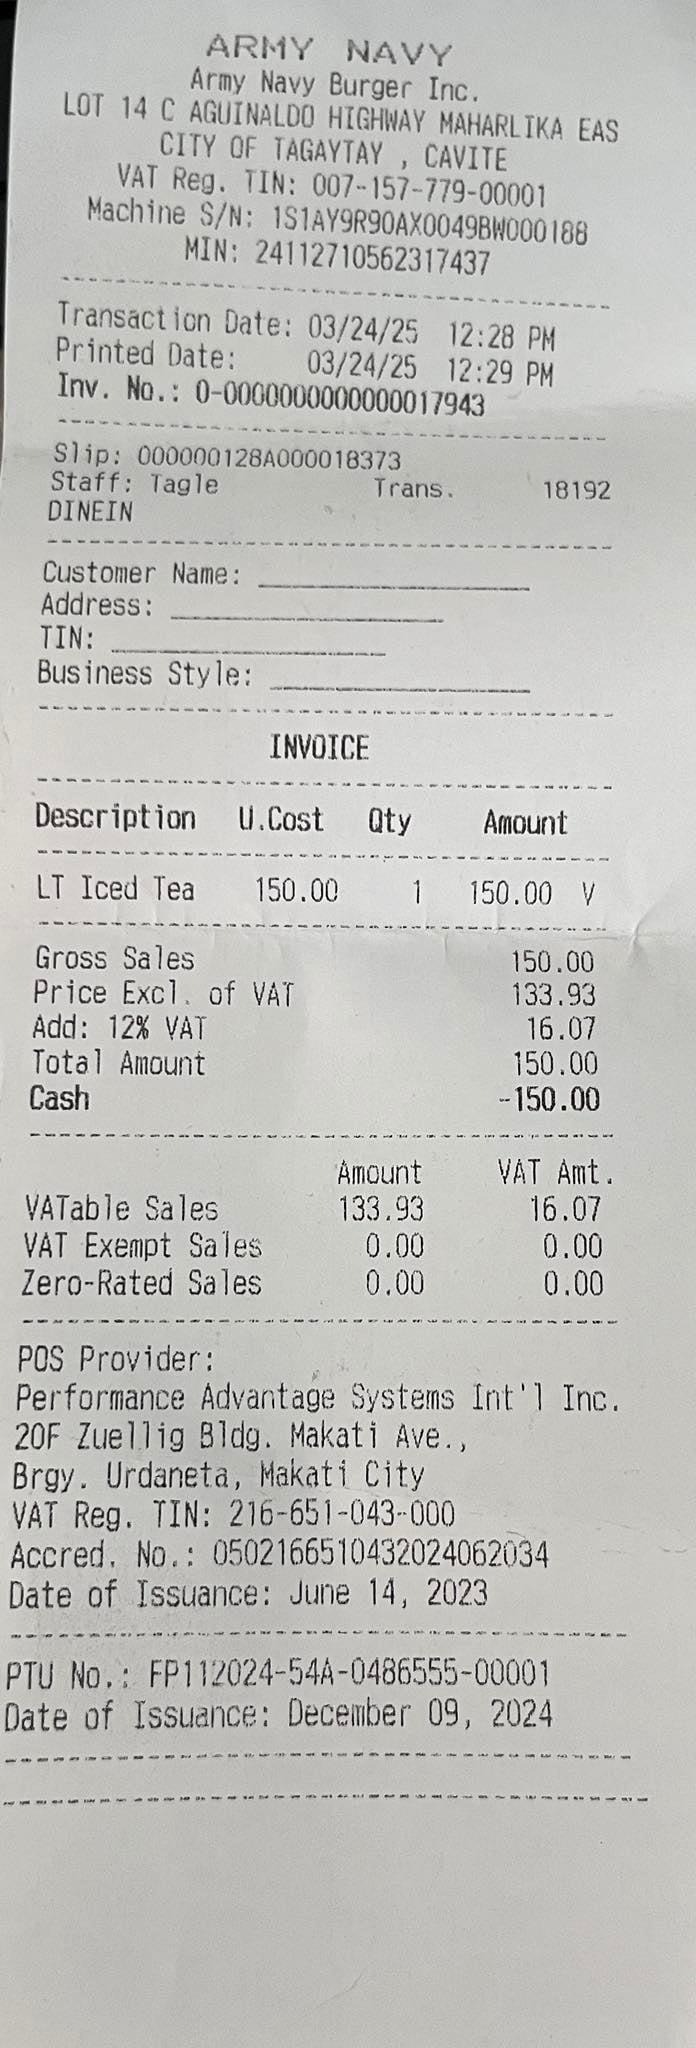 ARMY NAVY
Army Navy Burger Inc.
LOT 14 C AGUINALDO HIGHWAY MAHARLIKA EAS
CITY OF TAGAYTAY , CAVITE
VAT Reg. TIN: 007-157-779-00001
Machine S/N: 1S1AY9R90AX0049BW000188
MIN: 24112710562317437
Transaction Date: 03/24/25 12:28 PM
Printed Date: 03/24/25 12:29 PM
Inv. No.: 0-0000000000000017943
Slip: 000000128A000018373
Staff: Tagle Trans. 18192
DINEIN
Customer Name:
Address:
TIN:
Business Style:
INVOICE
Description U.Cost Qty Amount
LT Iced Tea 150.00 1 150.00 V
Gross Sales 150.00
Price Excl. of VAT 133.93
Add: 12% VAT 16.07
Total Amount 150.00
Cash -150.00
Amount VAT Amt.
VATable Sales 133.93 16.07
VAT Exempt Sales 0.00 0.00
Zero-Rated Sales 0.00 0.00
POS Provider:
Performance Advantage Systems Int'l Inc.
20F Zuellig Bldg. Makati Ave.,
Brgy. Urdaneta, Makati City
VAT Reg. TIN: 216-651-043-000
Accred. No.: 0502166510432024062034
Date of Issuance: June 14, 2023
PTU No.: FP112024-54A-0486555-00001
Date of Issuance: December 09, 2024